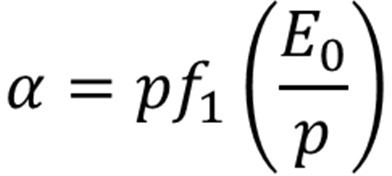 α = pf₁(E₀/p)